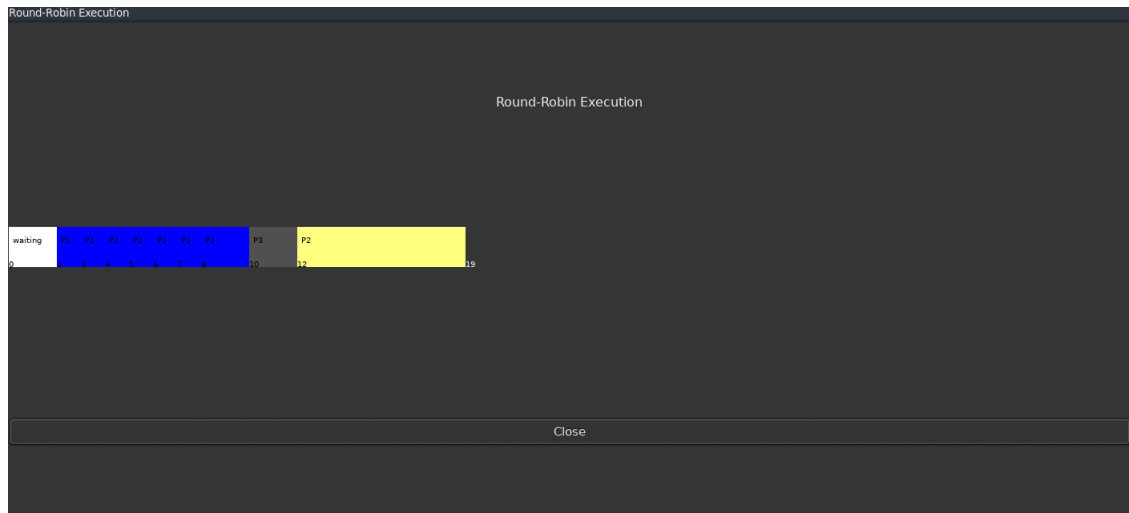 Round-Robin Execution
Round-Robin Execution
waiting P1 P1 P1 P1 P1 P1 P1 P3 P2
0 2 3 4 5 6 7 8 10 12 19
Close